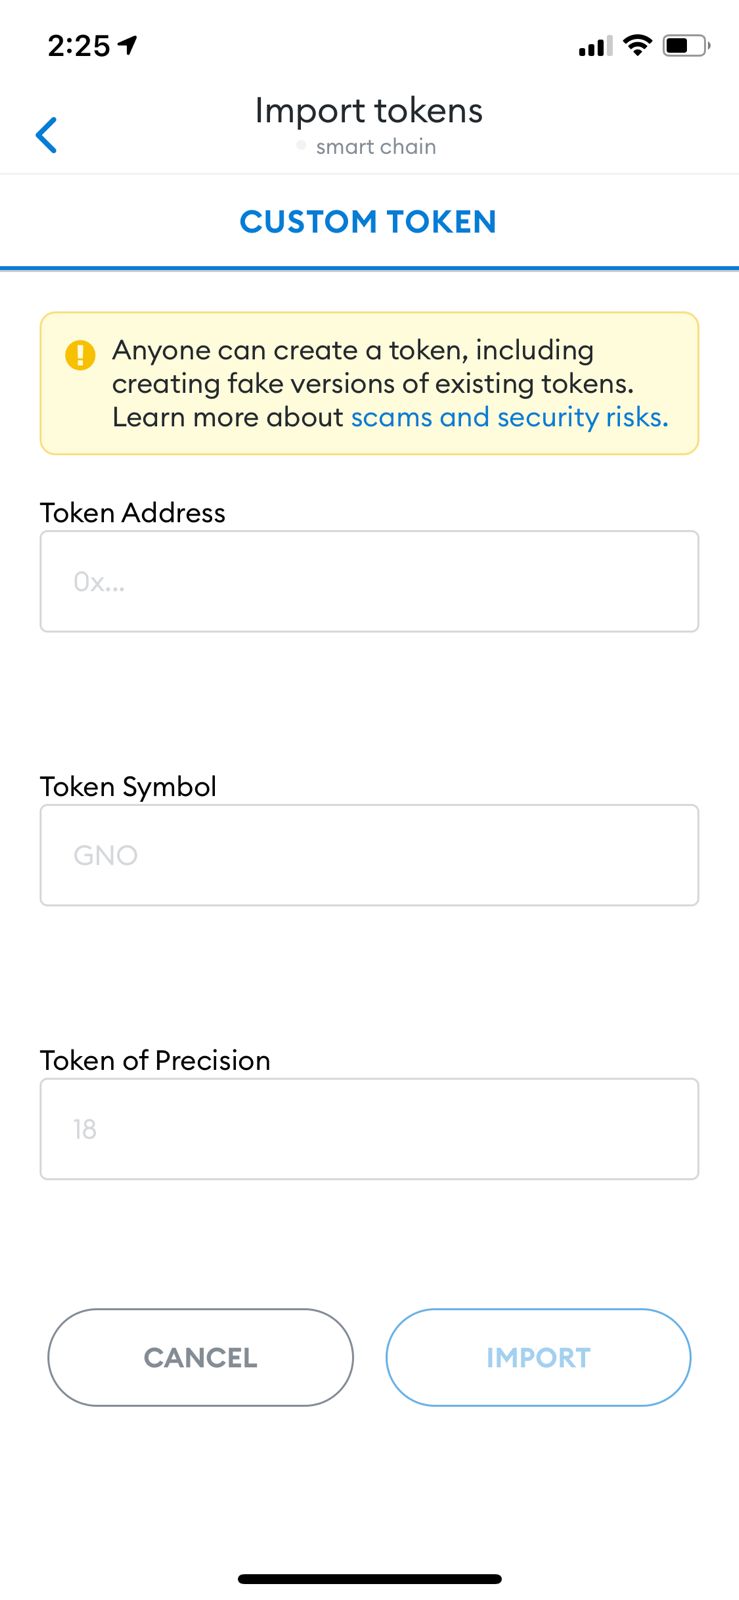 2:25
Import tokens
smart chain
CUSTOM TOKEN
Anyone can create a token, including
creating fake versions of existing tokens.
Learn more about scams and security risks.
Token Address
0x...
Token Symbol
GNO
Token of Precision
18
CANCEL
IMPORT